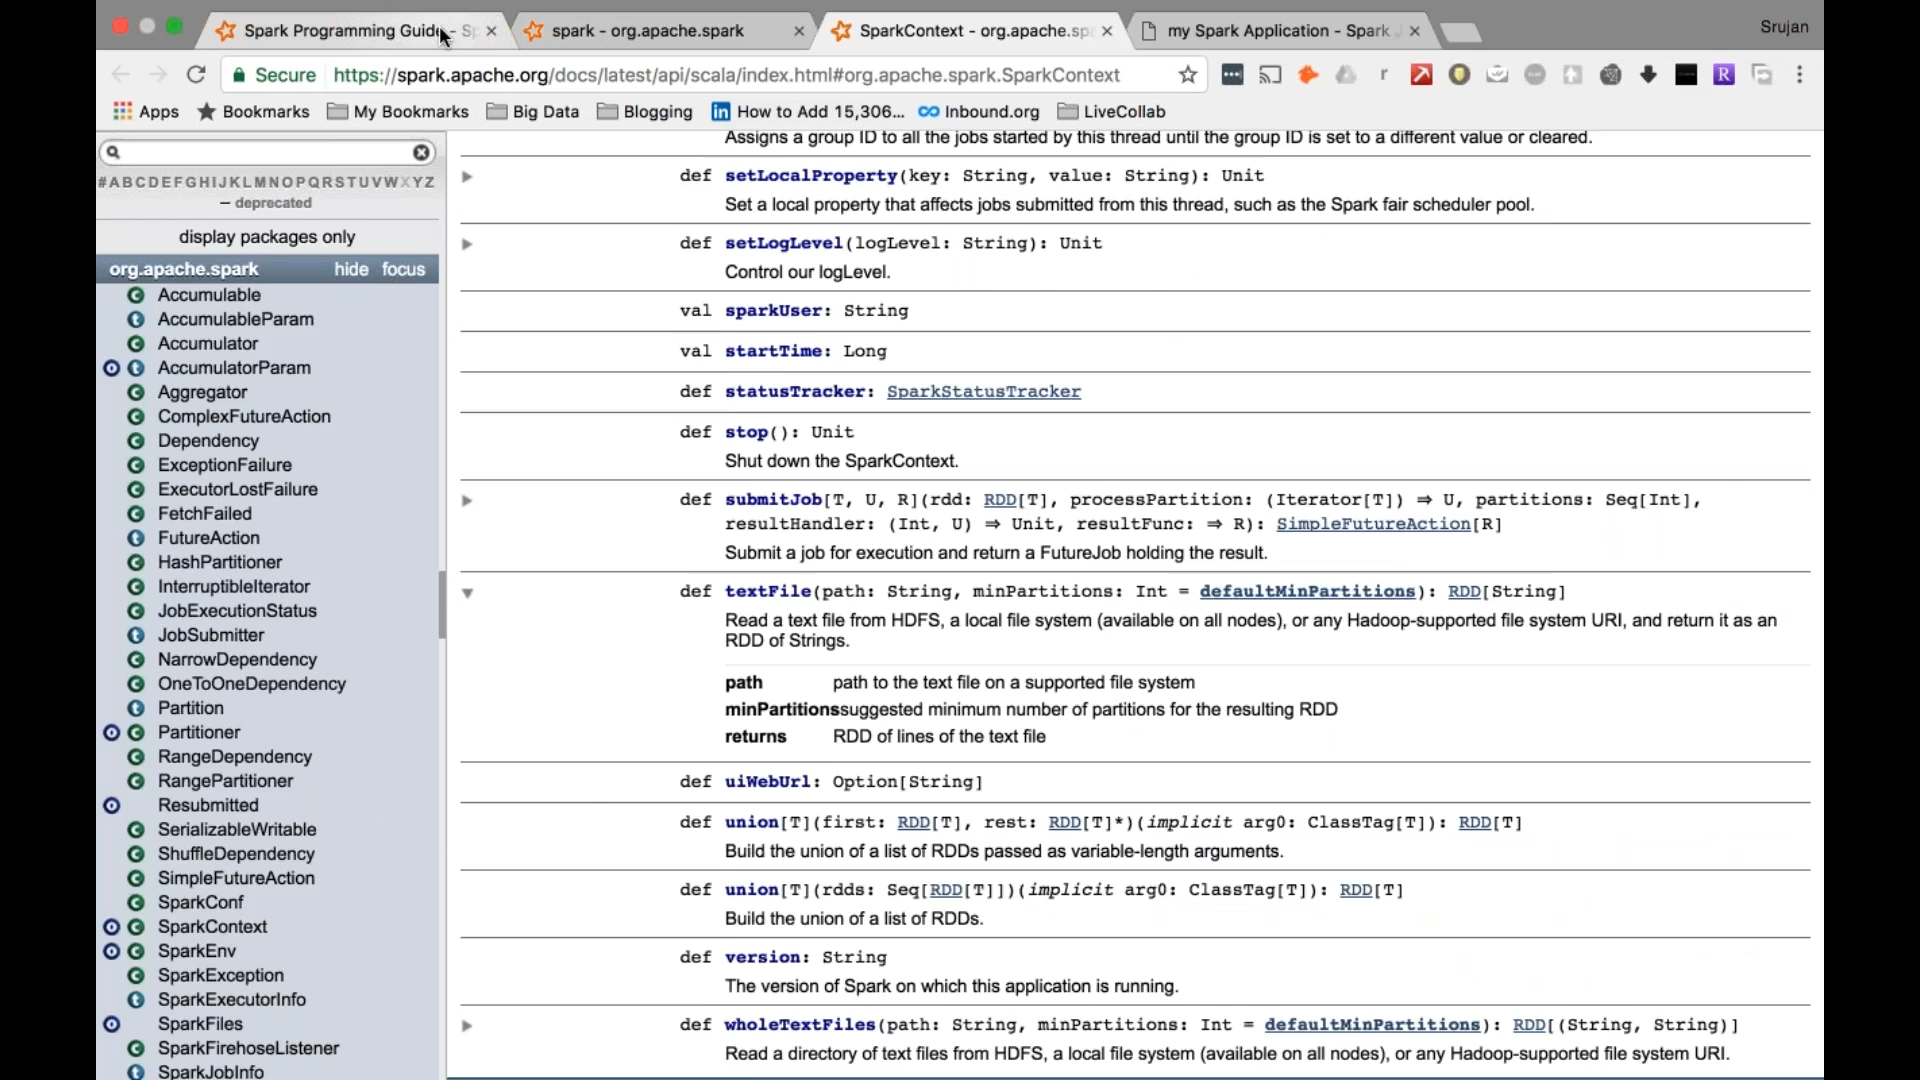 Spark Programming Guide - Sp
spark - org.apache.spark
SparkContext - org.apache.sp
my Spark Application - Spark J
Srujan
Secure https://spark.apache.org/docs/latest/api/scala/index.html#org.apache.spark.SparkContext
Apps Bookmarks My Bookmarks Big Data Blogging How to Add 15,306... Inbound.org LiveCollab
#ABCDEFGHIJKLMNOPQRSTUVWXYZ
– deprecated
display packages only
org.apache.spark hide focus
Accumulable
AccumulableParam
Accumulator
AccumulatorParam
Aggregator
ComplexFutureAction
Dependency
ExceptionFailure
ExecutorLostFailure
FetchFailed
FutureAction
HashPartitioner
InterruptibleIterator
JobExecutionStatus
JobSubmitter
NarrowDependency
OneToOneDependency
Partition
Partitioner
RangeDependency
RangePartitioner
Resubmitted
SerializableWritable
ShuffleDependency
SimpleFutureAction
SparkConf
SparkContext
SparkEnv
SparkException
SparkExecutorInfo
SparkFiles
SparkFirehoseListener
SparkJobInfo
Assigns a group ID to all the jobs started by this thread until the group ID is set to a different value or cleared.
def setLocalProperty(key: String, value: String): Unit
Set a local property that affects jobs submitted from this thread, such as the Spark fair scheduler pool.
def setLogLevel(logLevel: String): Unit
Control our logLevel.
val sparkUser: String
val startTime: Long
def statusTracker: SparkStatusTracker
def stop(): Unit
Shut down the SparkContext.
def submitJob[T, U, R](rdd: RDD[T], processPartition: (Iterator[T]) ⇒ U, partitions: Seq[Int],
resultHandler: (Int, U) ⇒ Unit, resultFunc: ⇒ R): SimpleFutureAction[R]
Submit a job for execution and return a FutureJob holding the result.
def textFile(path: String, minPartitions: Int = defaultMinPartitions): RDD[String]
Read a text file from HDFS, a local file system (available on all nodes), or any Hadoop-supported file system URI, and return it as an
RDD of Strings.
path path to the text file on a supported file system
minPartitions suggested minimum number of partitions for the resulting RDD
returns RDD of lines of the text file
def uiWebUrl: Option[String]
def union[T](first: RDD[T], rest: RDD[T]*)(implicit arg0: ClassTag[T]): RDD[T]
Build the union of a list of RDDs passed as variable-length arguments.
def union[T](rdds: Seq[RDD[T]])(implicit arg0: ClassTag[T]): RDD[T]
Build the union of a list of RDDs.
def version: String
The version of Spark on which this application is running.
def wholeTextFiles(path: String, minPartitions: Int = defaultMinPartitions): RDD[(String, String)]
Read a directory of text files from HDFS, a local file system (available on all nodes), or any Hadoop-supported file system URI.